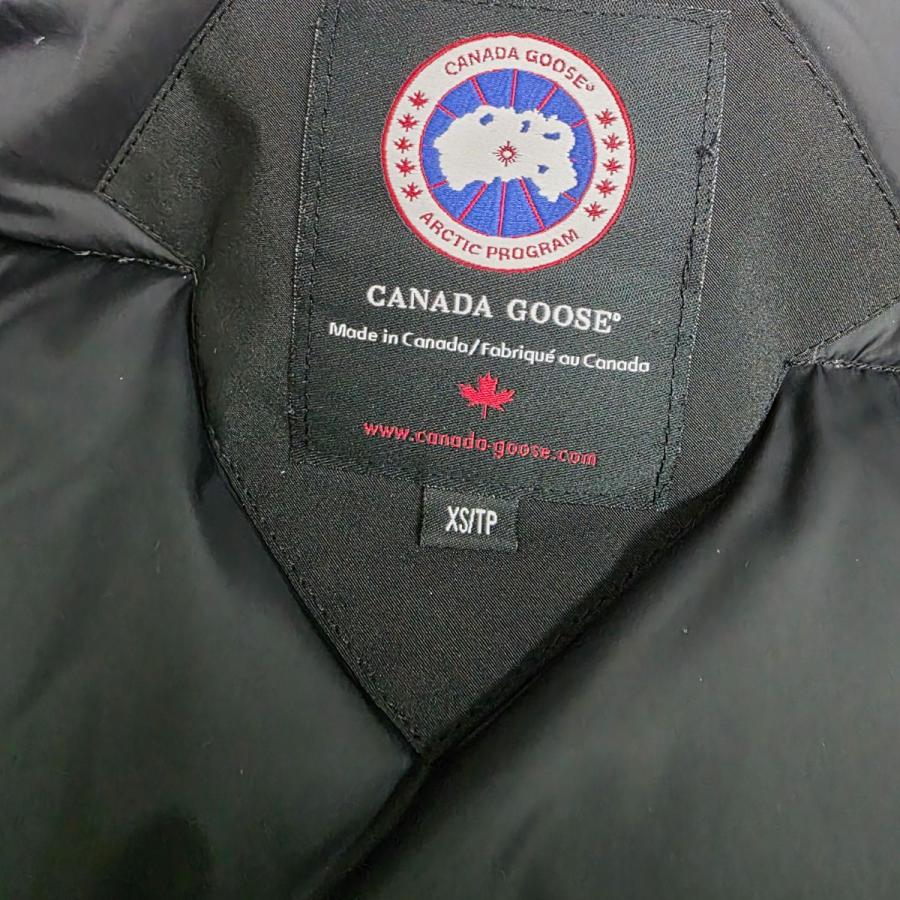 CANADA GOOSE
ARCTIC PROGRAM
CANADA GOOSE®
Made in Canada/Fabriqué au Canada
www.canada-goose.com
XS/TP